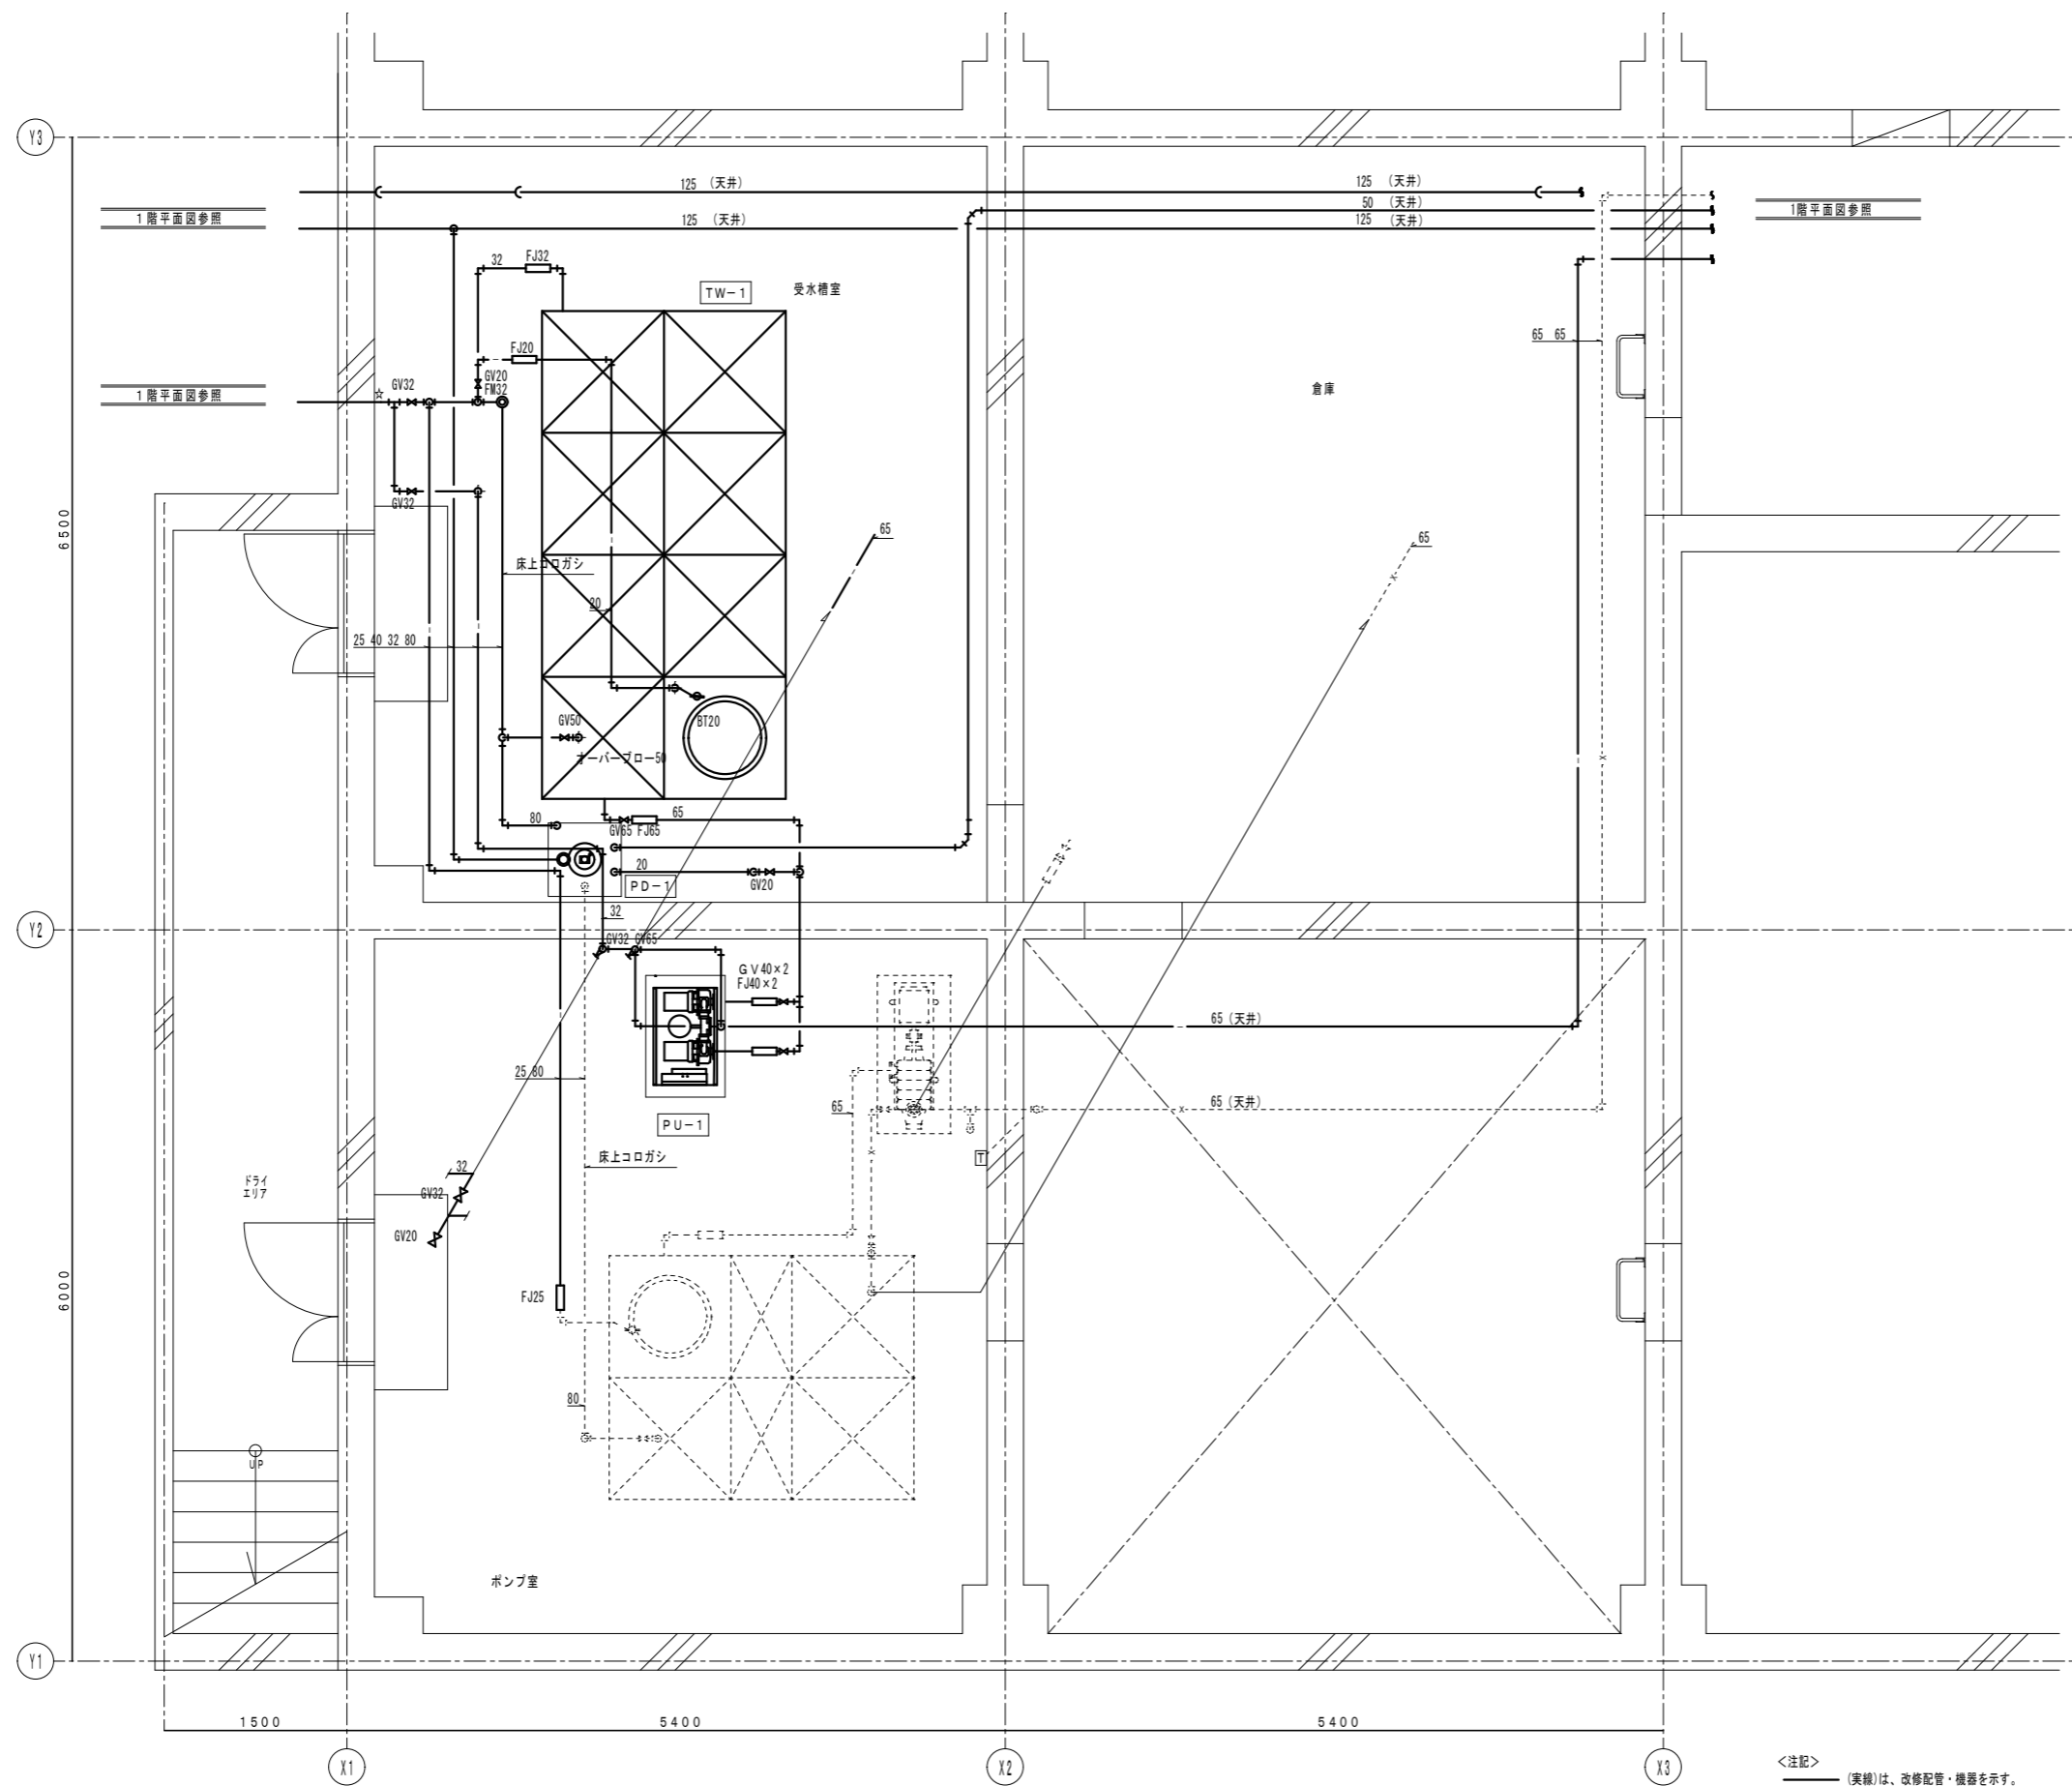 Y3
125 (天井)
125 (天井)
50 (天井)
1階平面図参照
1階平面図参照
125 (天井)
125 (天井)
32
FJ32
TW-1
受水槽室
65 65
FJ20
GV20
FM32
GV32
☆
1階平面図参照
倉庫
GV32
65
65
6500
床上コロガシ
20
25 40 32 80
GV50
BT20
オーバーブロー50
80
GV65 FJ65
65
20
GV20
PD-1
32
Y2
GV32 GV65
GV40×2
FJ40×2
65 (天井)
25 80
65
65 (天井)
PU-1
T
床上コロガシ
32
ドライ
エリア
GV32
GV20
6000
FJ25
80
UP
ポンプ室
Y1
1500
5400
5400
X1
X2
X3
<注記>
(実線)は、改修配管・機器を示す。